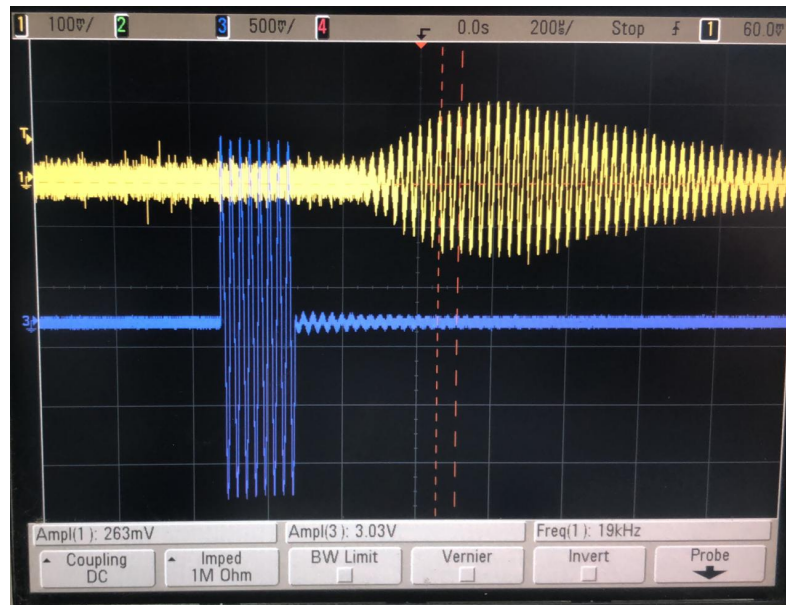 1 100mV/ 2 3 500mV/ 4 0.0s 200µs/ Stop 1 60.0mV
T
1
3
Ampl(1): 263mV Ampl(3): 3.03V Freq(1): 19kHz
Coupling Imped BW Limit Vernier Invert Probe
DC 1M Ohm